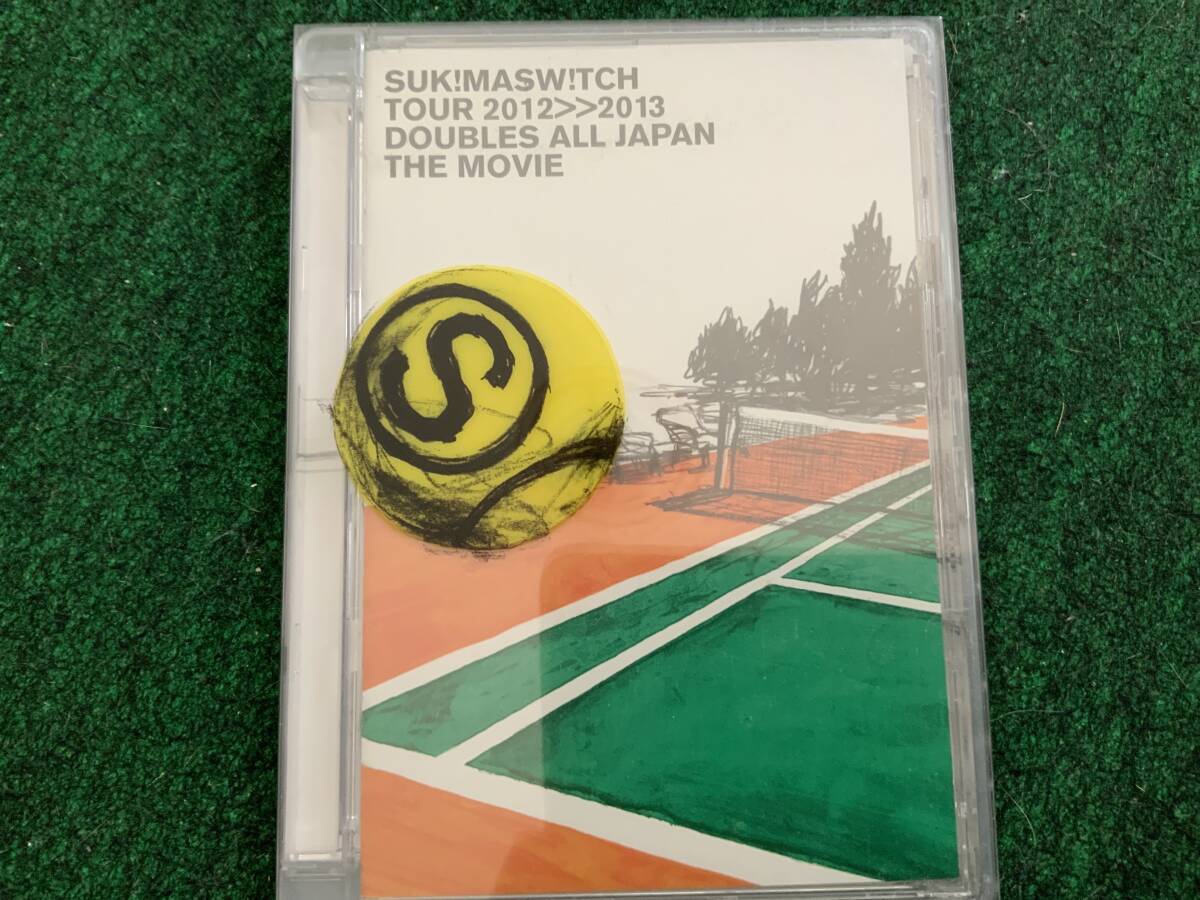 SUK!MASW!TCH
TOUR 2012>>2013
DOUBLES ALL JAPAN
THE MOVIE
S